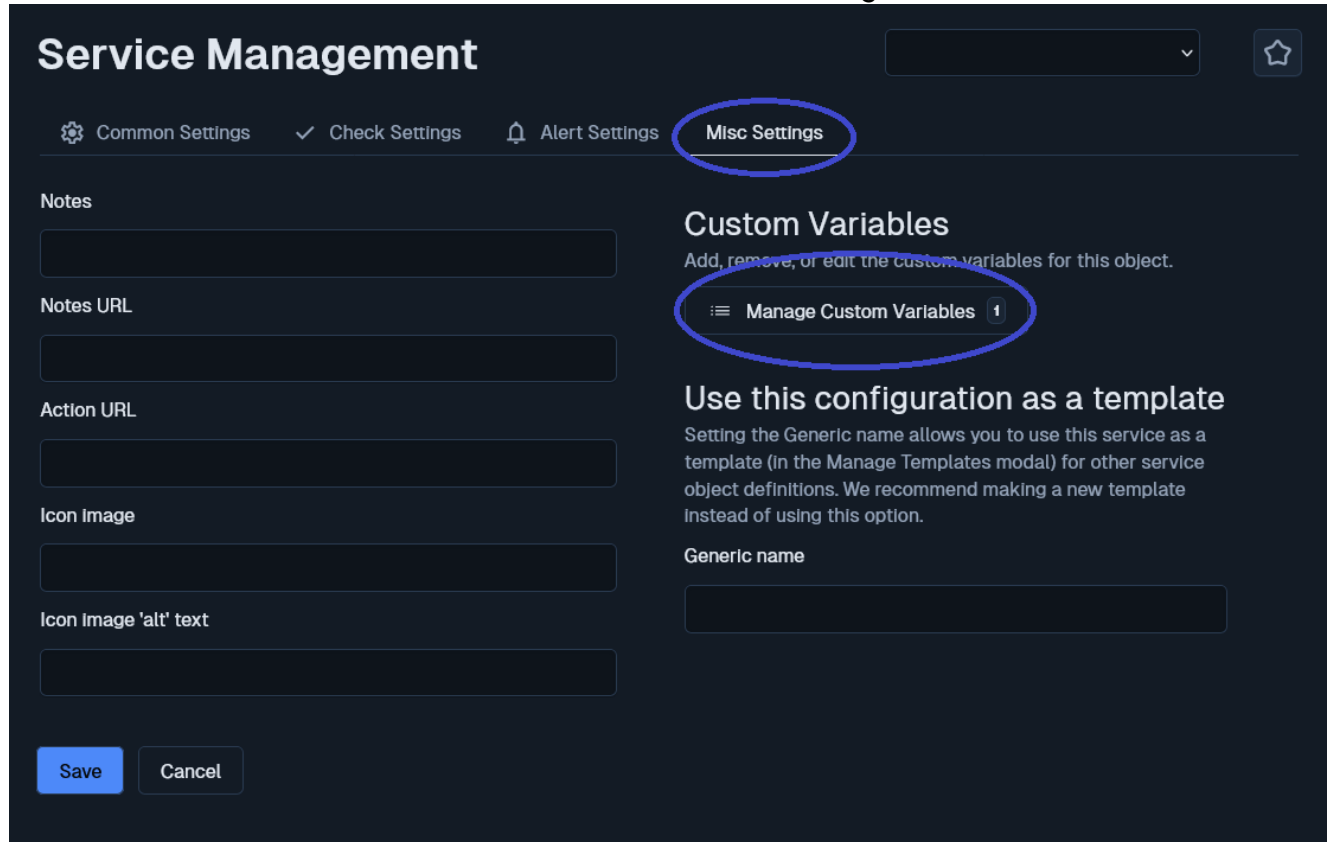 Service Management
Common Settings
Check Settings
Alert Settings
Misc Settings
Notes
Notes URL
Action URL
Icon image
Icon image 'alt' text
Save
Cancel
Custom Variables
Add, remove, or edit the custom variables for this object.
Manage Custom Variables 1
Use this configuration as a template
Setting the Generic name allows you to use this service as a
template (in the Manage Templates modal) for other service
object definitions. We recommend making a new template
instead of using this option.
Generic name